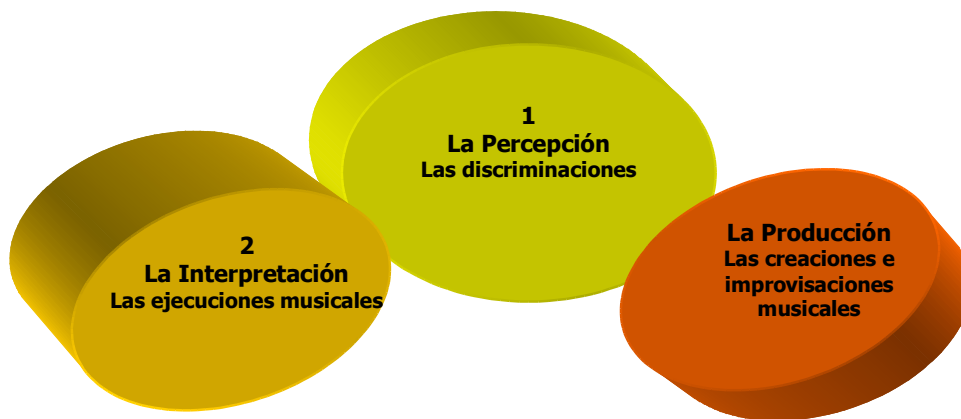 1
La Percepción
Las discriminaciones
2
La Interpretación
Las ejecuciones musicales
La Producción
Las creaciones e
improvisaciones
musicales